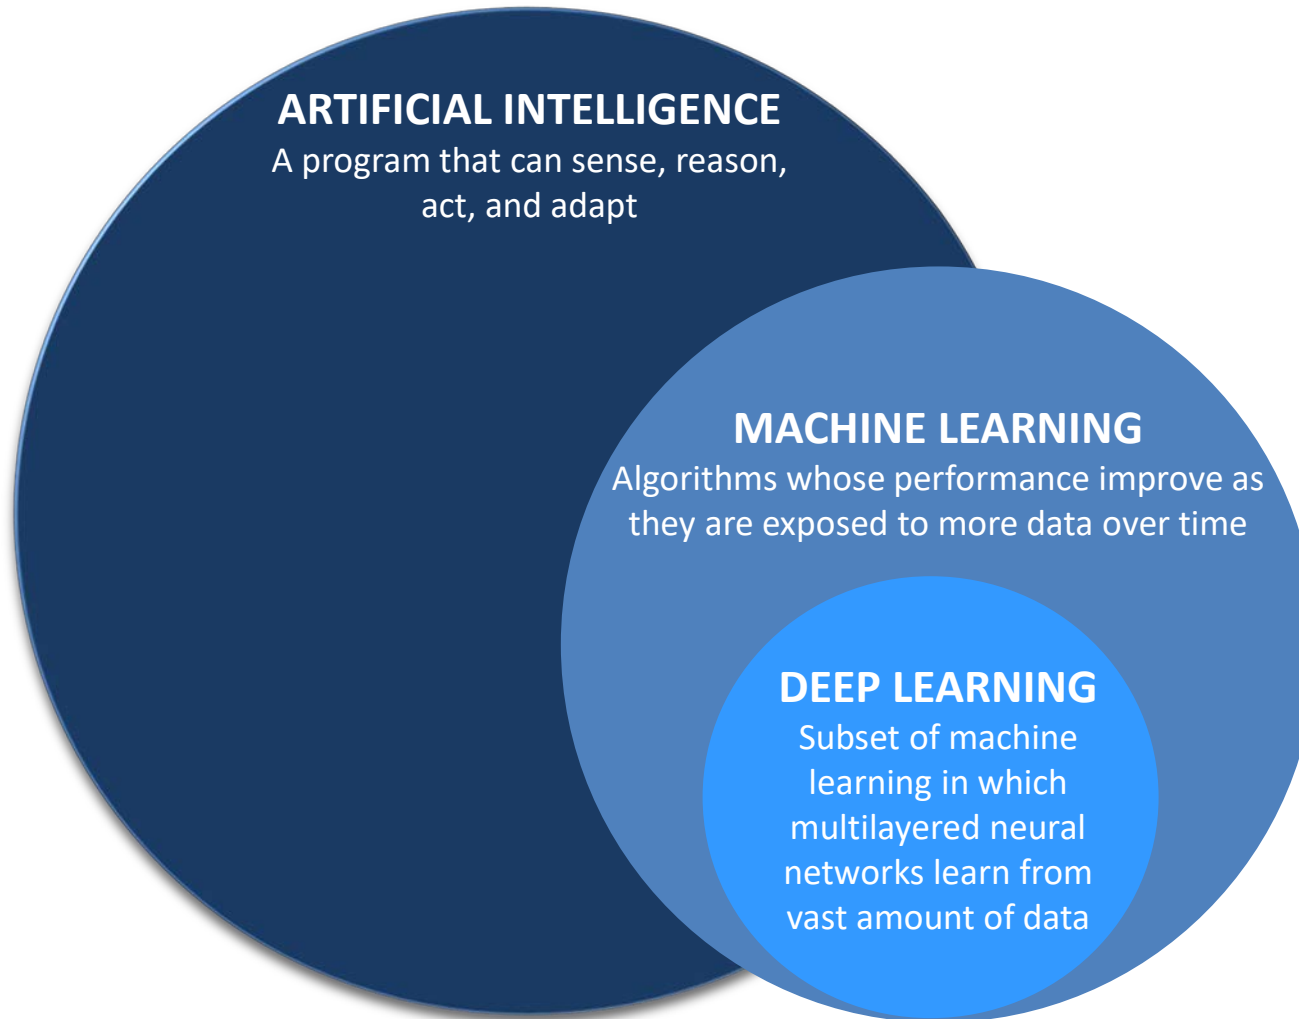 ARTIFICIAL INTELLIGENCE
A program that can sense, reason,
act, and adapt
MACHINE LEARNING
Algorithms whose performance improve as
they are exposed to more data over time
DEEP LEARNING
Subset of machine
learning in which
multilayered neural
networks learn from
vast amount of data